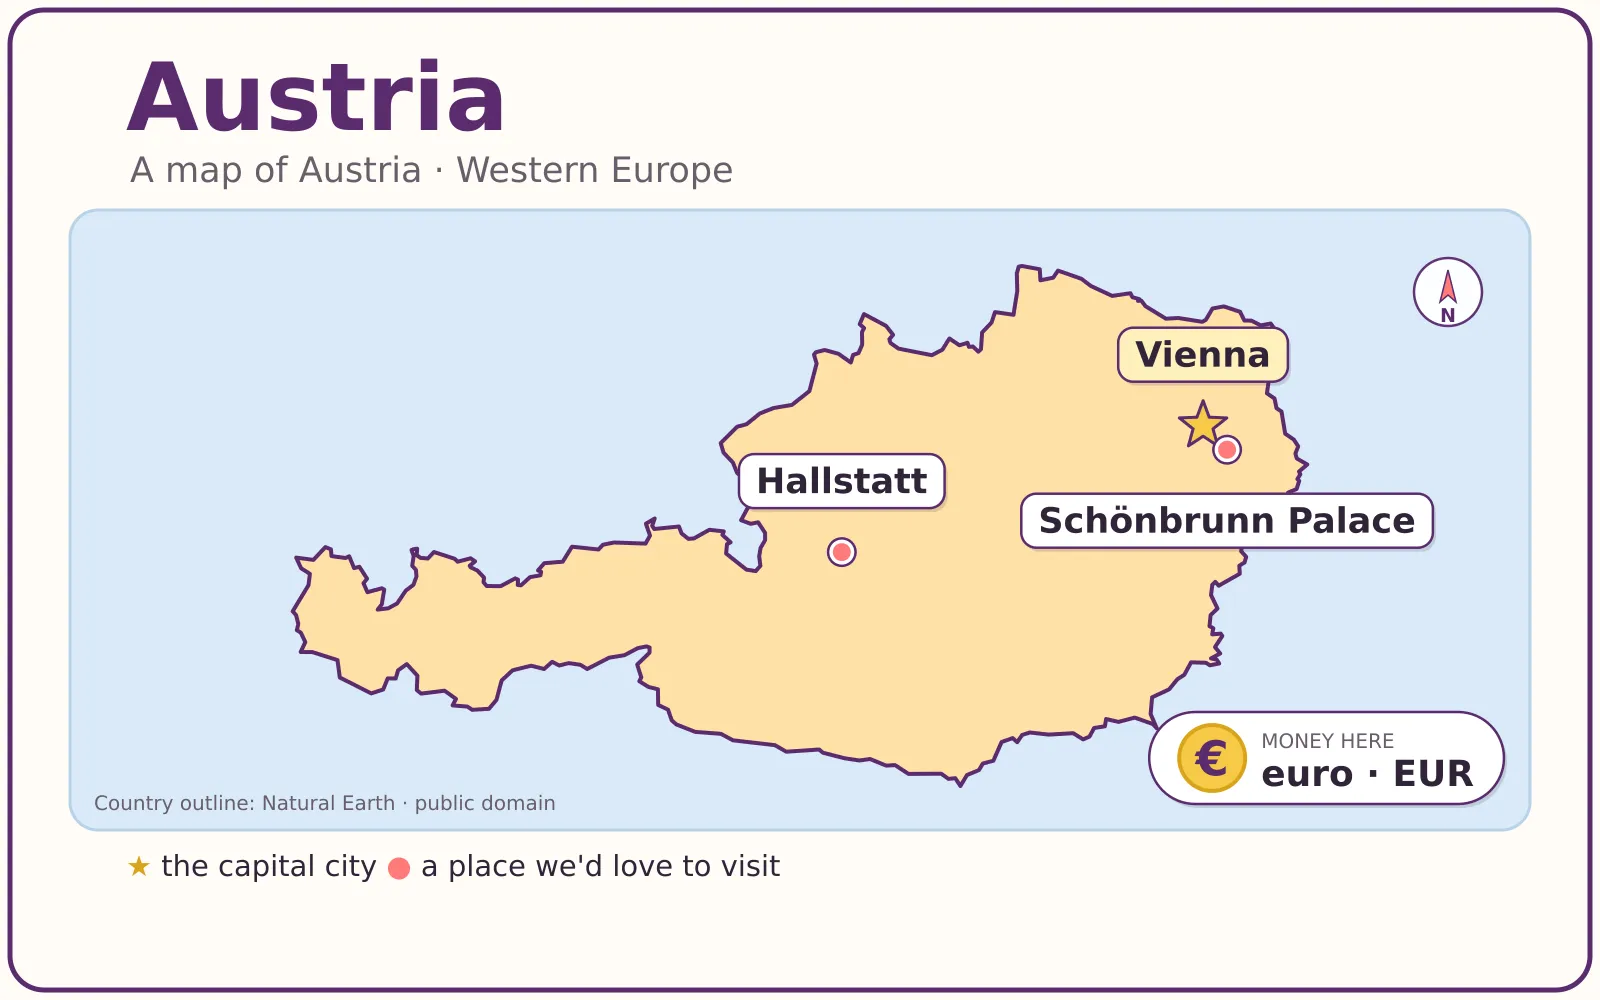 Austria
A map of Austria · Western Europe
N
Vienna
Hallstatt
Schönbrunn Palace
€
MONEY HERE
euro · EUR
Country outline: Natural Earth · public domain
★ the capital city ● a place we'd love to visit